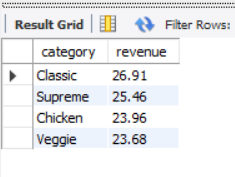 Result Grid Filter Rows:
category revenue
Classic 26.91
Supreme 25.46
Chicken 23.96
Veggie 23.68